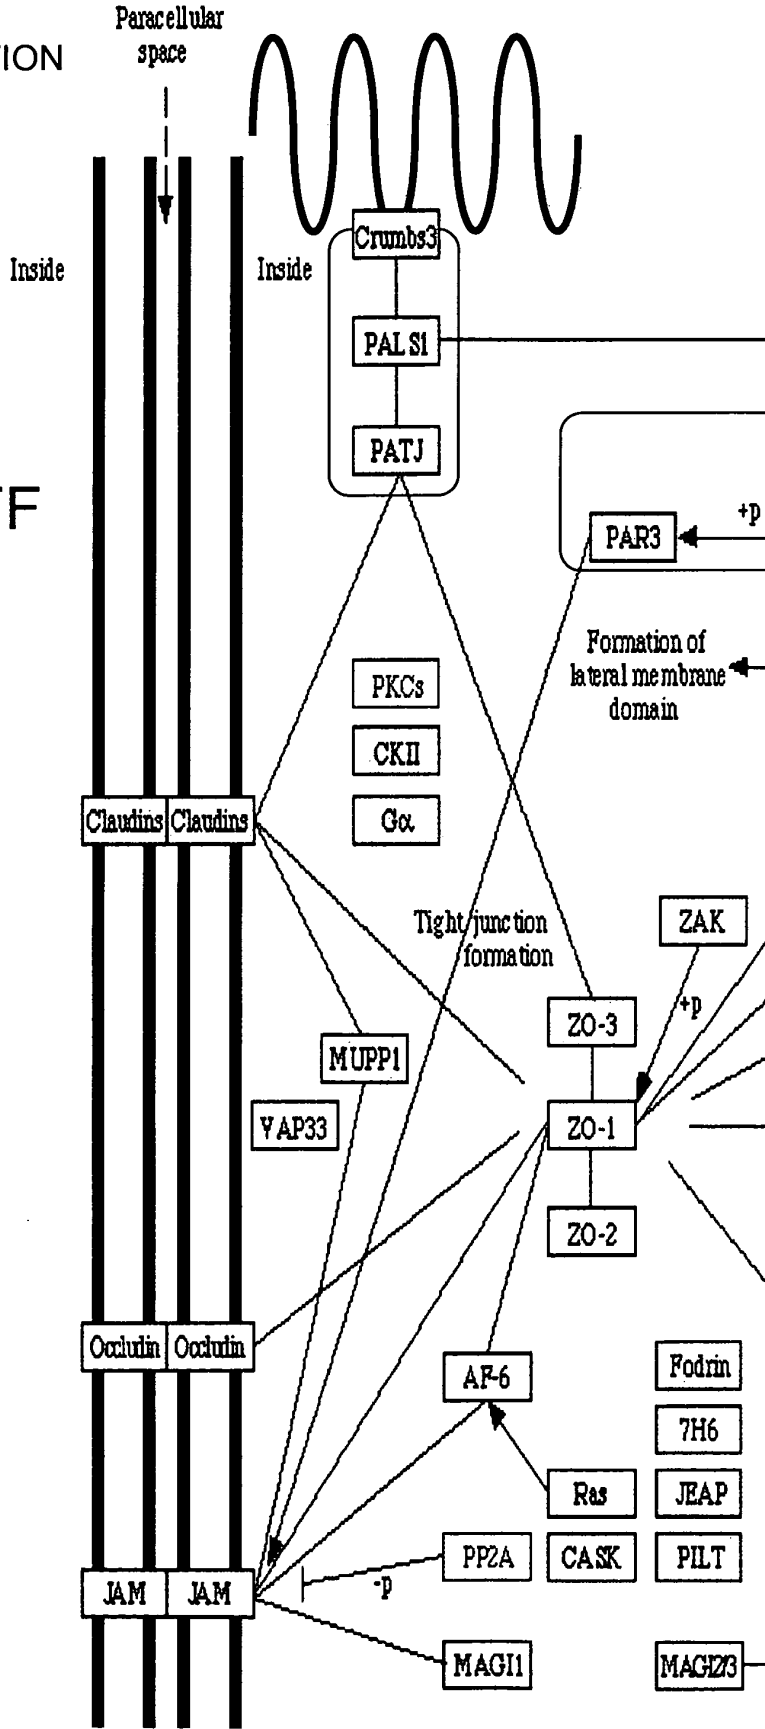 Paracellular
space
TION
Crumbs3
Inside
Inside
PALS1
PATJ
FF
+p
PAR3
Formation of
lateral membrane
domain
PKCs
CKII
Gα
Claudins
Claudins
Tight junction
formation
ZAK
+p
ZO-3
MUPP1
VAP33
ZO-1
ZO-2
Occludin
Occludin
AF-6
Fodrin
7H6
Ras
JEAP
PP2A
CASK
PILT
-p
JAM
JAM
MAGI1
MAGI2/3